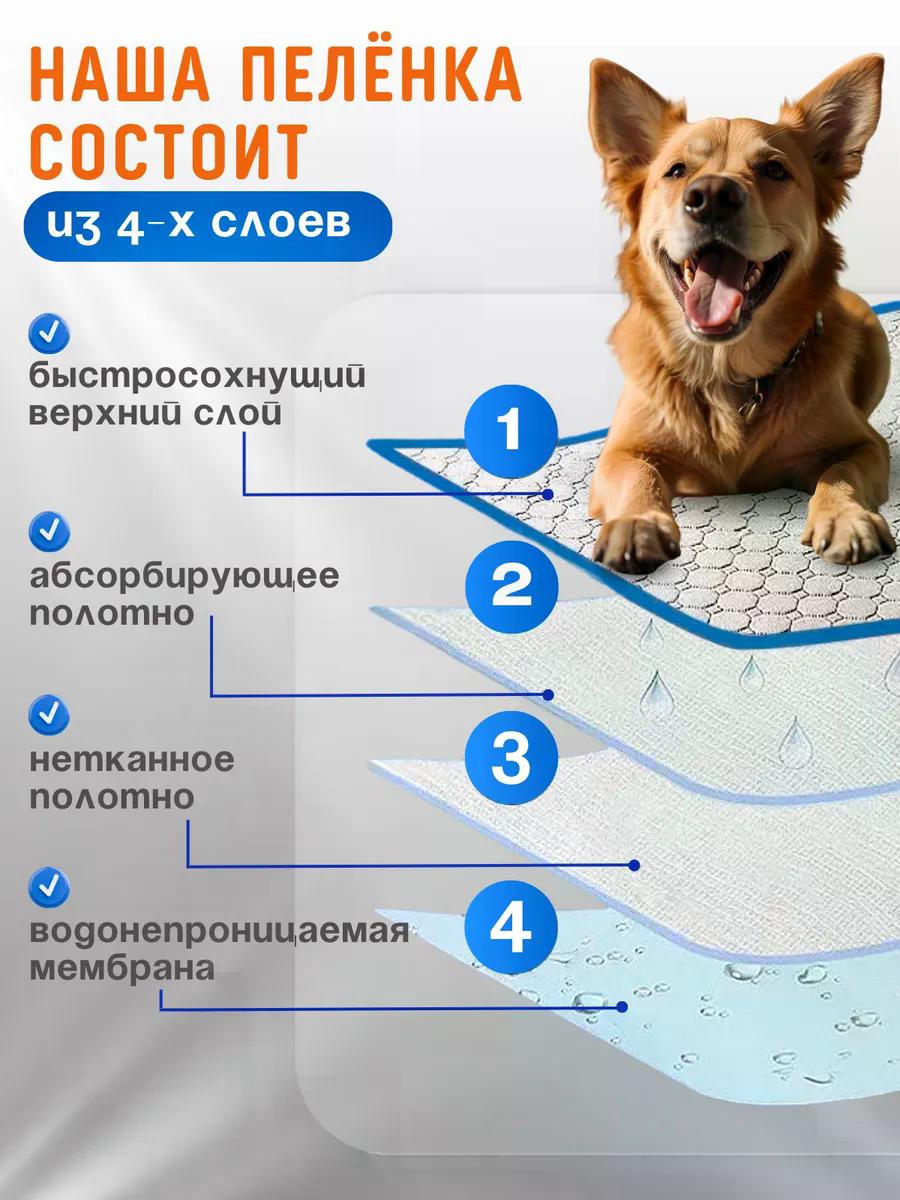 НАША ПЕЛЁНКА
СОСТОИТ
из 4-х слоев
быстросохнущий
верхний слой
1
абсорбирующее
полотно
2
нетканное
полотно
3
водонепроницаемая
мембрана
4